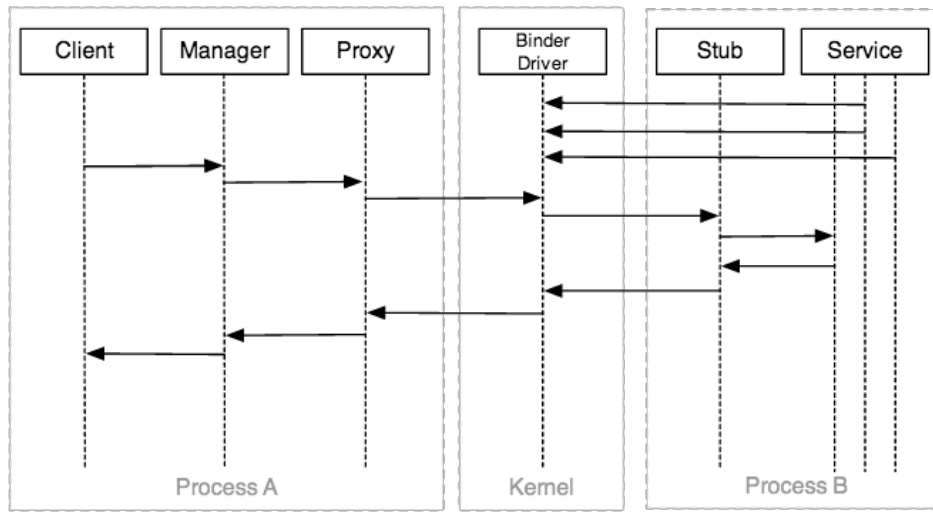 Client
Manager
Proxy
Binder
Driver
Stub
Service
Process A
Kernel
Process B